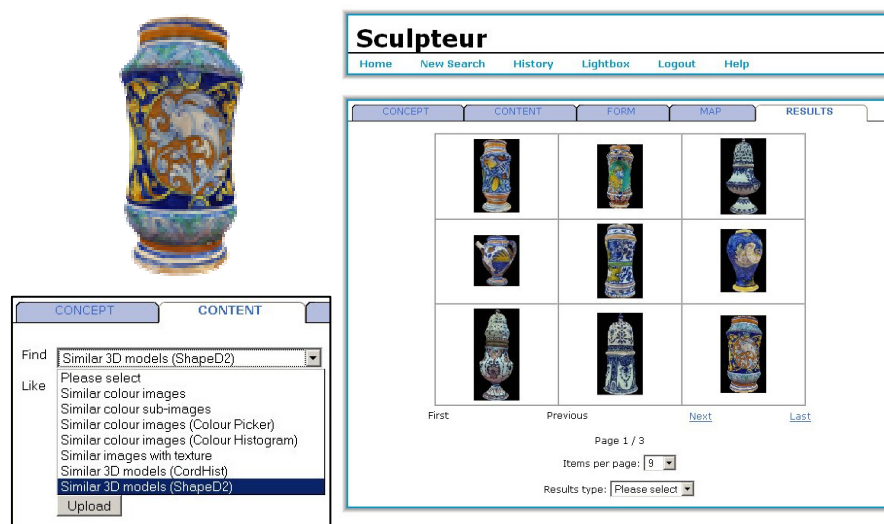 Sculpteur
Home New Search History Lightbox Logout Help
CONCEPT CONTENT FORM MAP RESULTS
First Previous Next Last
Page 1 / 3
Items per page: 9
Results type: Please select
CONCEPT CONTENT
Find Similar 3D models (ShapeD2)
Like
Please select
Similar colour images
Similar colour sub-images
Similar colour images (Colour Picker)
Similar colour images (Colour Histogram)
Similar images with texture
Similar 3D models (CordHist)
Similar 3D models (ShapeD2)
Upload